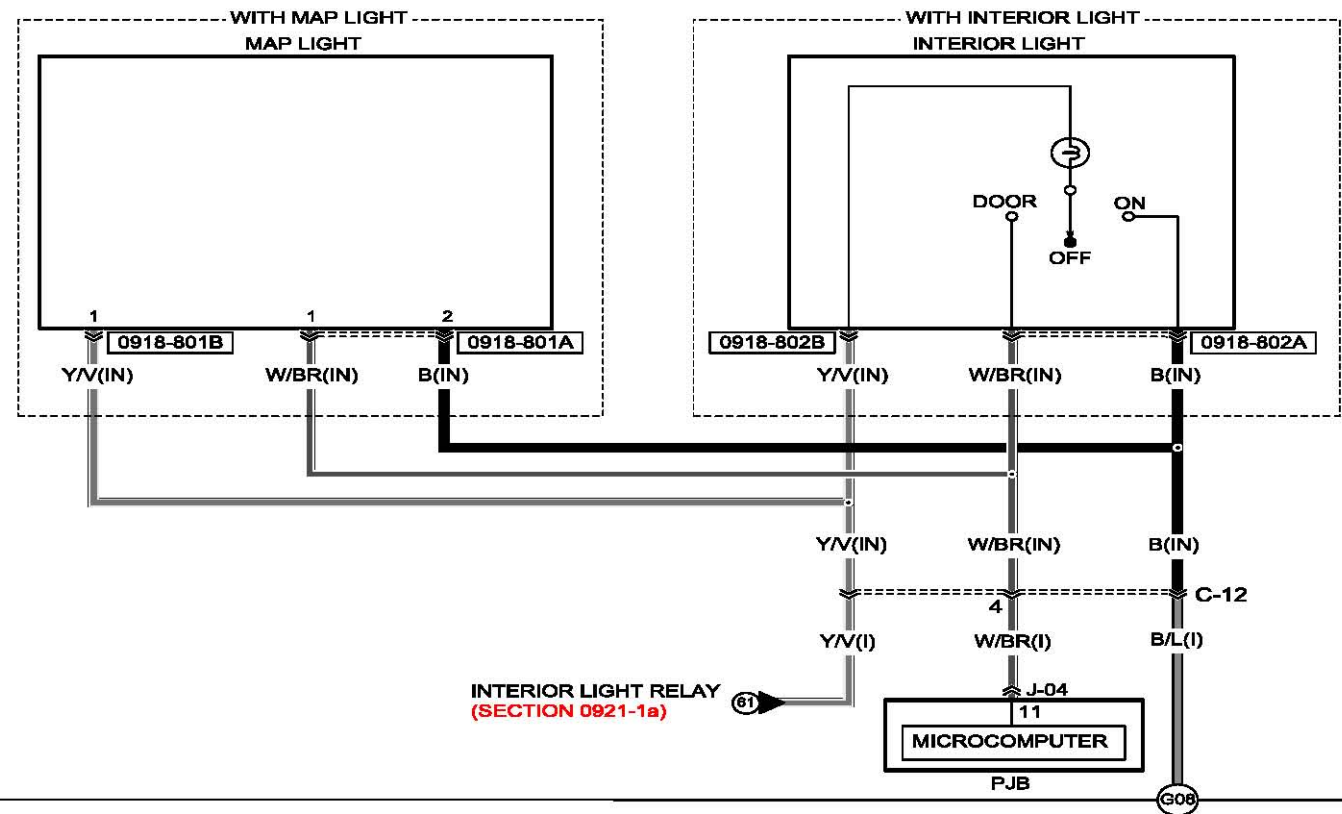 WITH MAP LIGHT
MAP LIGHT
1
1
2
0918-801B
0918-801A
Y/V(IN)
W/BR(IN)
B(IN)
WITH INTERIOR LIGHT
INTERIOR LIGHT
DOOR
ON
OFF
0918-802B
0918-802A
Y/V(IN)
W/BR(IN)
B(IN)
Y/V(IN)
W/BR(IN)
B(IN)
4
C-12
Y/V(I)
W/BR(I)
B/L(I)
INTERIOR LIGHT RELAY
(SECTION 0921-1a)
61
J-04
11
MICROCOMPUTER
PJB
G08